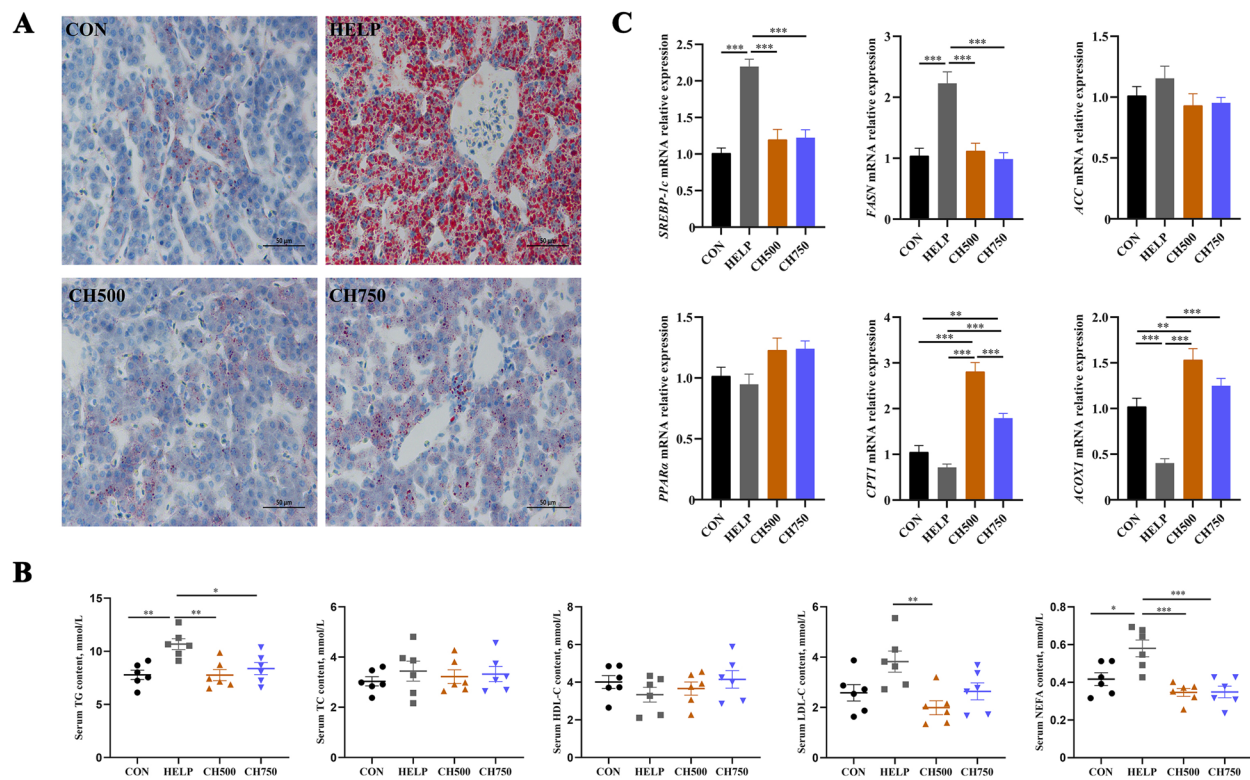 A
CON
HELP
50 μm
50 μm
CH500
CH750
50 μm
50 μm
C
SREBP-1c mRNA relative expression
2.5
2.0
1.5
1.0
0.5
0.0
***
***
***
CON
HELP
CH500
CH750
FASN mRNA relative expression
3
2
1
0
***
***
***
CON
HELP
CH500
CH750
ACC mRNA relative expression
1.5
1.0
0.5
0.0
CON
HELP
CH500
CH750
PPARα mRNA relative expression
1.5
1.0
0.5
0.0
CON
HELP
CH500
CH750
CPT1 mRNA relative expression
4
3
2
1
0
**
***
***
***
***
CON
HELP
CH500
CH750
ACOX1 mRNA relative expression
2.0
1.5
1.0
0.5
0.0
***
**
***
***
CON
HELP
CH500
CH750
B
Serum TG content, mmol/L
15
10
5
0
*
**
**
CON
HELP
CH500
CH750
Serum TC content, mmol/L
6
4
2
0
CON
HELP
CH500
CH750
Serum HDL-C content, mmol/L
8
6
4
2
0
CON
HELP
CH500
CH750
Serum LDL-C content, mmol/L
6
4
2
0
**
CON
HELP
CH500
CH750
Serum NEFA content, mmol/L
0.8
0.6
0.4
0.2
0.0
***
*
***
CON
HELP
CH500
CH750